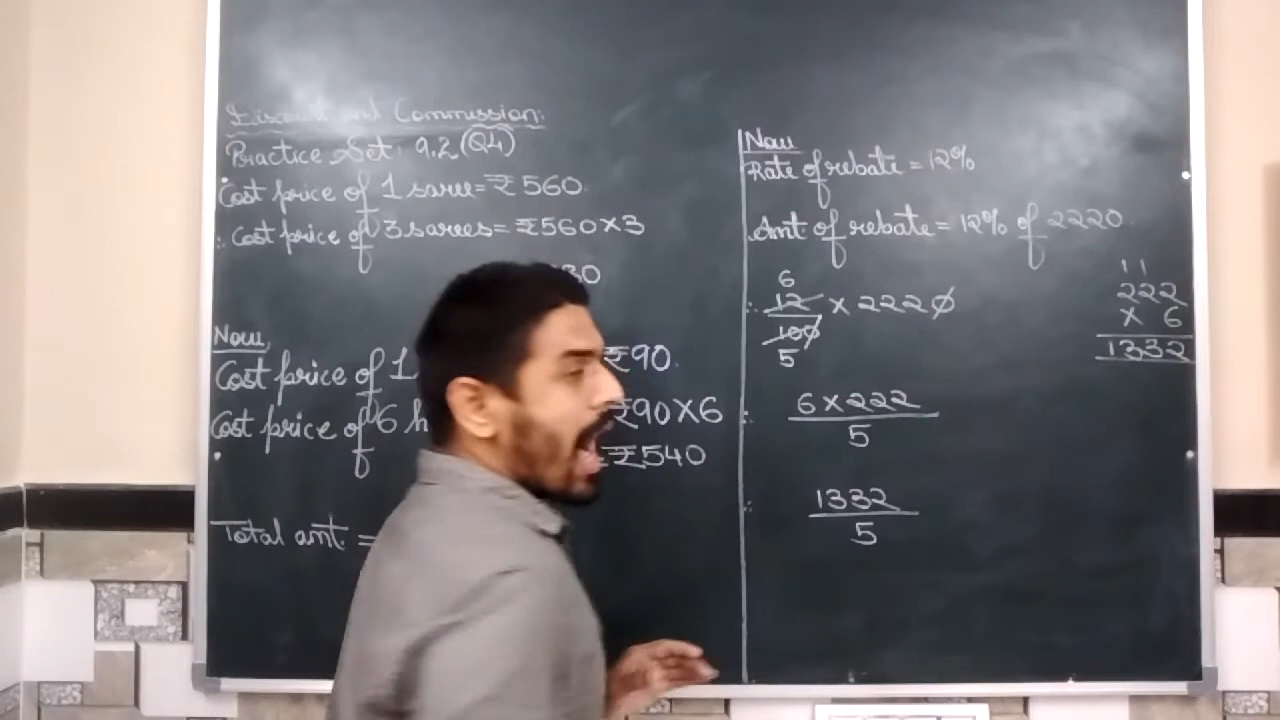 Discount and Commission:
Practice Set: 9.2 (Q4)
Cost price of 1 saree = ₹560
∴ Cost price of 3 sarees = ₹560 × 3
80
Now,
Cost price of 1 ₹90
Cost price of 6 h ₹90 × 6
₹540
Total amt. =
Now
Rate of rebate = 12%
Amt of rebate = 12% of 2220
6
∴ 12 × 2220
100
5
∴ 6 × 222
5
∴ 1332
5
1 1
222
× 6
1332